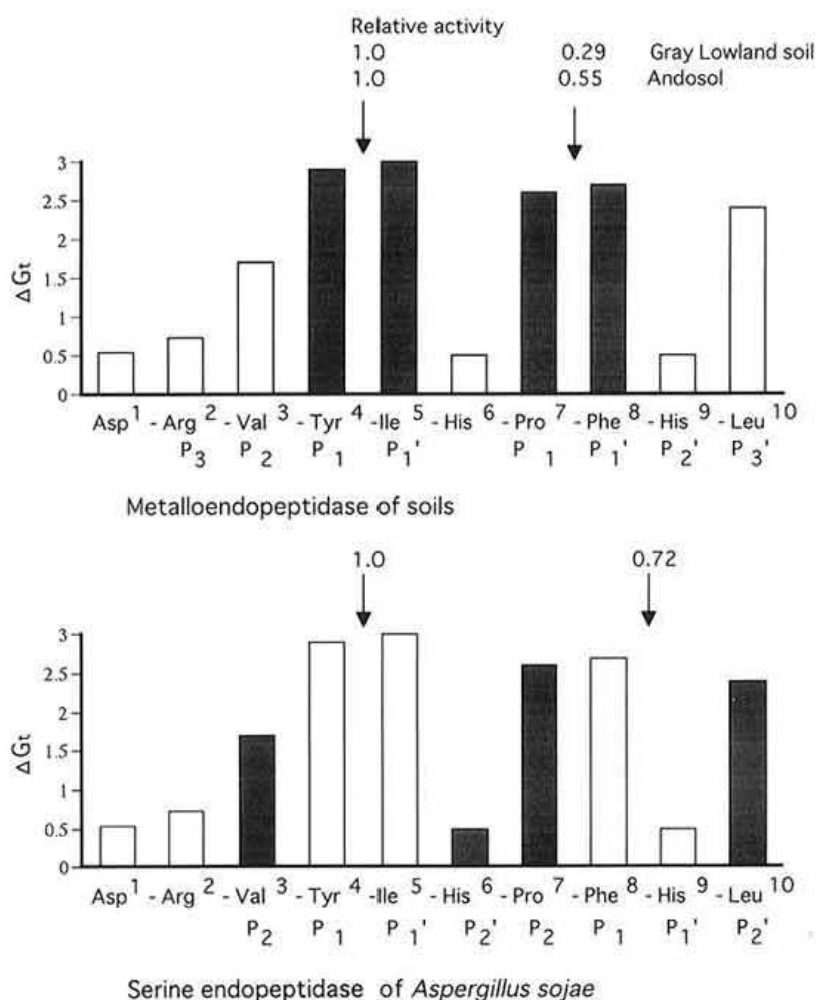 Relative activity
1.0 0.29 Gray Lowland soil
1.0 0.55 Andosol
3
2.5
2
1.5
1
0.5
0
ΔGt
Asp¹ - Arg² - Val³ - Tyr⁴ -Ile⁵ - His⁶ - Pro⁷ - Phe⁸ - His⁹ - Leu¹⁰
P₃ P₂ P₁ P₁' P₁ P₁' P₂' P₃'
Metalloendopeptidase of soils
1.0 0.72
3
2.5
2
1.5
1
0.5
0
ΔGt
Asp¹ - Arg² - Val³ - Tyr⁴ -Ile⁵ - His⁶ - Pro⁷ - Phe⁸ - His⁹ - Leu¹⁰
P₂ P₁ P₁' P₂' P₂ P₁ P₁' P₂'
Serine endopeptidase of Aspergillus sojae